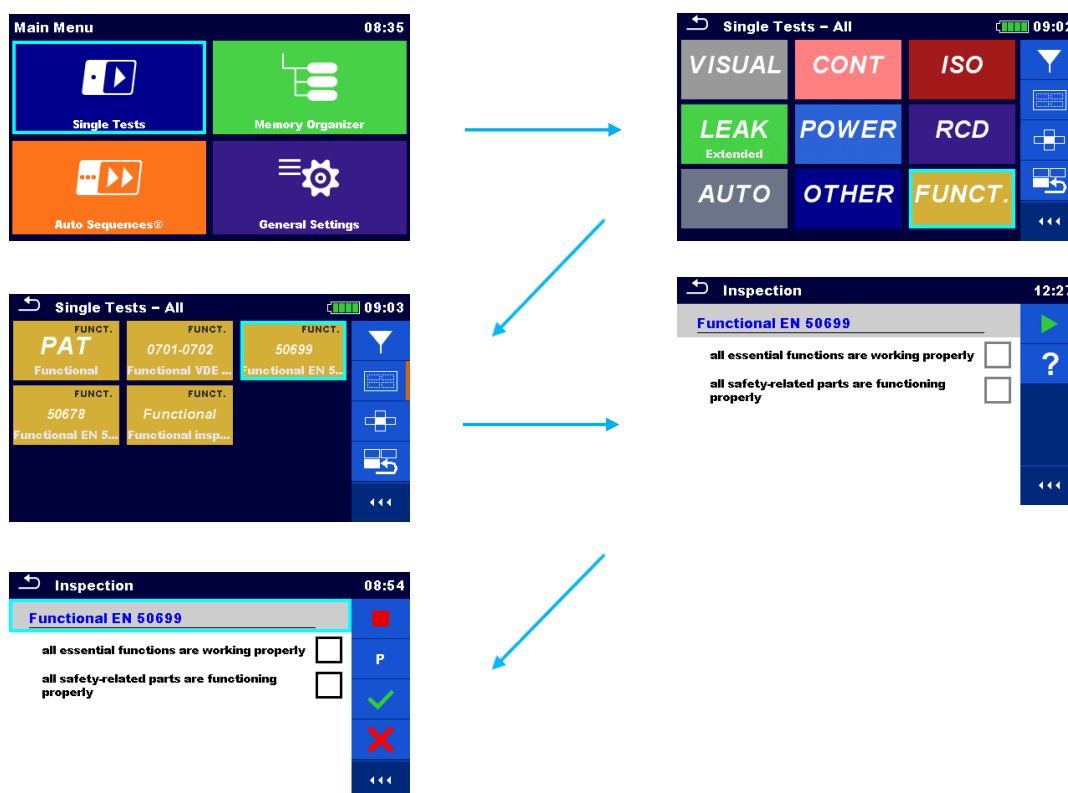 Main Menu 08:35
Single Tests
Memory Organizer
Auto Sequences®
General Settings
Single Tests – All 09:02
VISUAL CONT ISO
LEAK POWER RCD
Extended
AUTO OTHER FUNCT.
Single Tests – All 09:03
FUNCT. FUNCT. FUNCT.
PAT 0701-0702 50699
Functional Functional VDE ... Functional EN 5...
FUNCT. FUNCT.
50678 Functional
Functional EN 5... Functional insp...
Inspection 12:27
Functional EN 50699
all essential functions are working properly
?
all safety-related parts are functioning
properly
Inspection 08:54
Functional EN 50699
all essential functions are working properly
P
all safety-related parts are functioning
properly